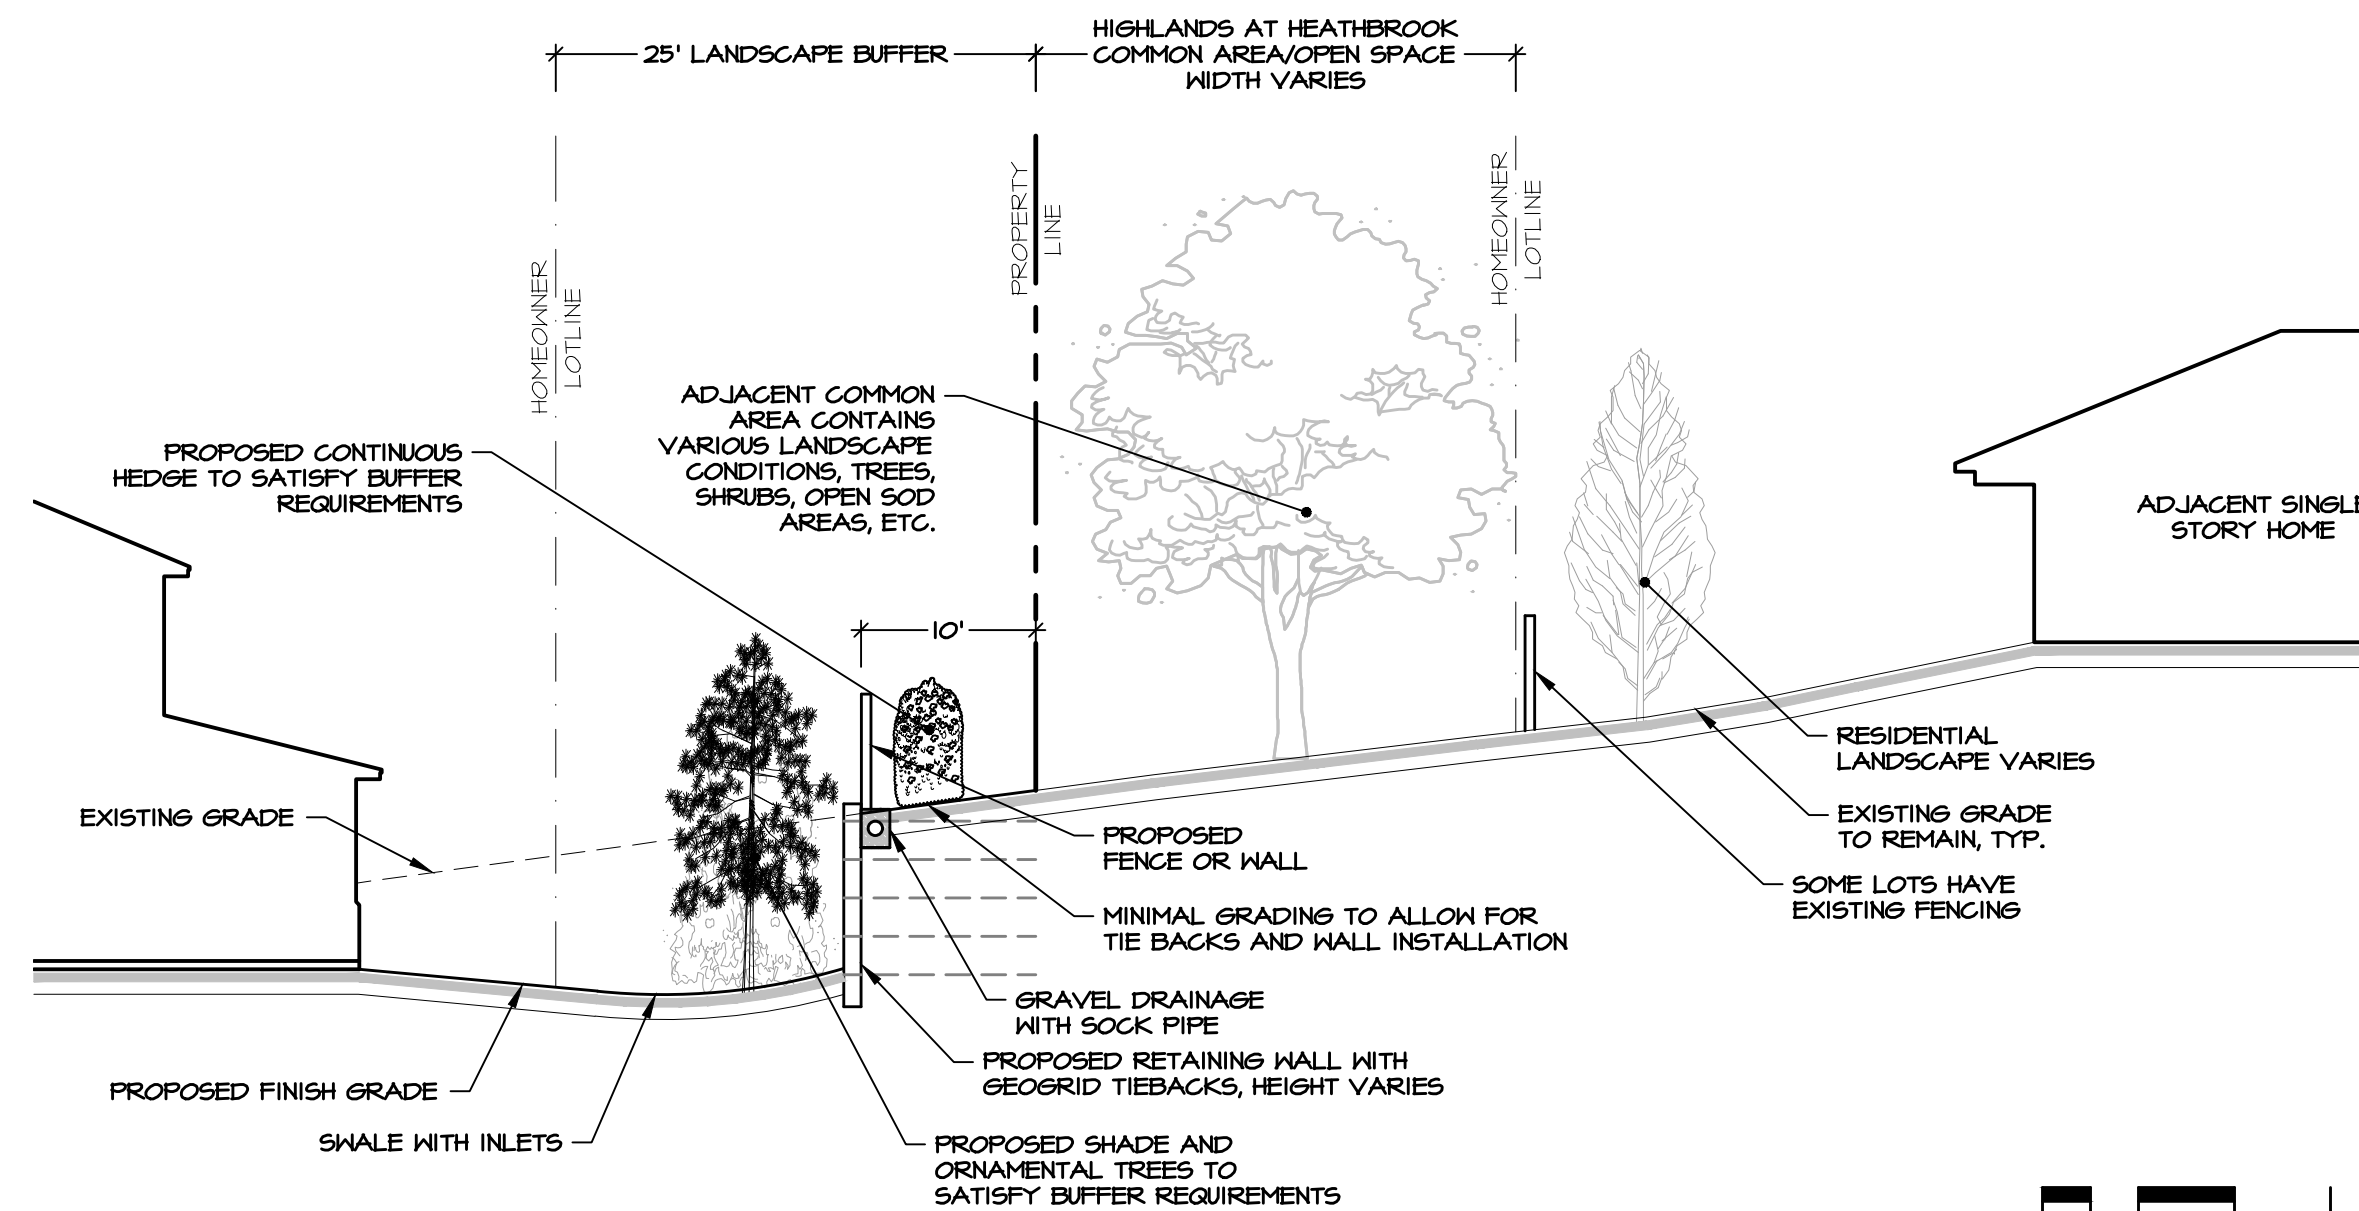 HIGHLANDS AT HEATHBROOK
25' LANDSCAPE BUFFER
COMMON AREA/OPEN SPACE
WIDTH VARIES
PROPERTY
LINE
HOMEOWNER
LOTLINE
HOMEOWNER
LOTLINE
ADJACENT COMMON
AREA CONTAINS
VARIOUS LANDSCAPE
CONDITIONS, TREES,
SHRUBS, OPEN SOD
AREAS, ETC.
PROPOSED CONTINUOUS
HEDGE TO SATISFY BUFFER
REQUIREMENTS
ADJACENT SINGLE
STORY HOME
10'
RESIDENTIAL
LANDSCAPE VARIES
EXISTING GRADE
EXISTING GRADE
TO REMAIN, TYP.
PROPOSED
FENCE OR WALL
SOME LOTS HAVE
EXISTING FENCING
MINIMAL GRADING TO ALLOW FOR
TIE BACKS AND WALL INSTALLATION
GRAVEL DRAINAGE
WITH SOCK PIPE
PROPOSED RETAINING WALL WITH
GEOGRID TIEBACKS, HEIGHT VARIES
PROPOSED FINISH GRADE
SWALE WITH INLETS
PROPOSED SHADE AND
ORNAMENTAL TREES TO
SATISFY BUFFER REQUIREMENTS